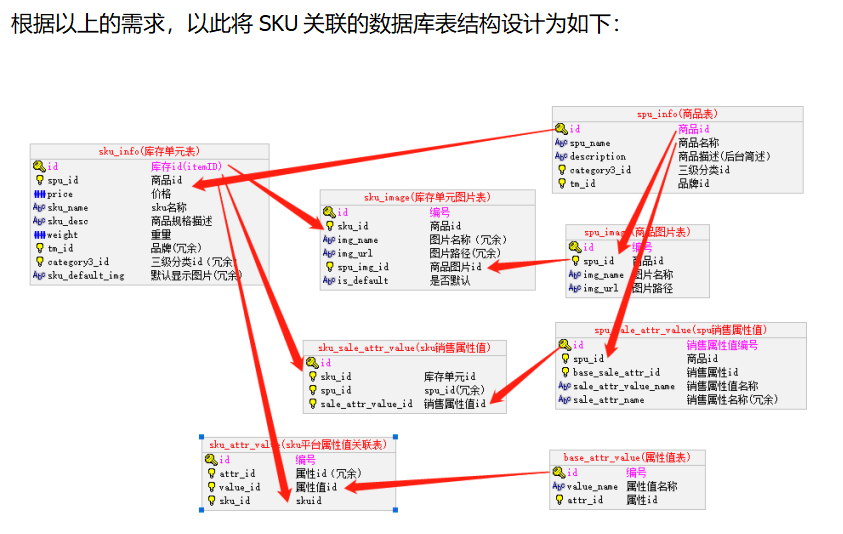 根据以上的需求，以此将 SKU 关联的数据库表结构设计为如下：
spu_info(商品表)
id 商品id
spu_name 商品名称
description 商品描述(后台简述)
category3_id 三级分类id
tm_id 品牌id
sku_info(库存单元表)
id 库存id(itemID)
spu_id 商品id
price 价格
sku_name sku名称
sku_desc 商品规格描述
weight 重量
tm_id 品牌(冗余)
category3_id 三级分类id (冗余
sku_default_img 默认显示图片(冗余)
sku_image(库存单元图片表)
id 编号
sku_id 商品id
img_name 图片名称（冗余）
img_url 图片路径(冗余)
spu_img_id 商品图片id
is_default 是否默认
spu_image(商品图片表)
id 编号
spu_id 商品id
img_name 图片名称
img_url 图片路径
sku_sale_attr_value(sku销售属性值)
id
sku_id 库存单元id
spu_id spu_id(冗余)
sale_attr_value_id 销售属性值id
spu_sale_attr_value(spu销售属性值)
id 销售属性值编号
spu_id 商品id
base_sale_attr_id 销售属性id
sale_attr_value_name 销售属性值名称
sale_attr_name 销售属性名称(冗余)
sku_attr_value(sku平台属性值关联表)
id 编号
attr_id 属性id（冗余）
value_id 属性值id
sku_id skuid
base_attr_value(属性值表)
id 编号
value_name 属性值名称
attr_id 属性id